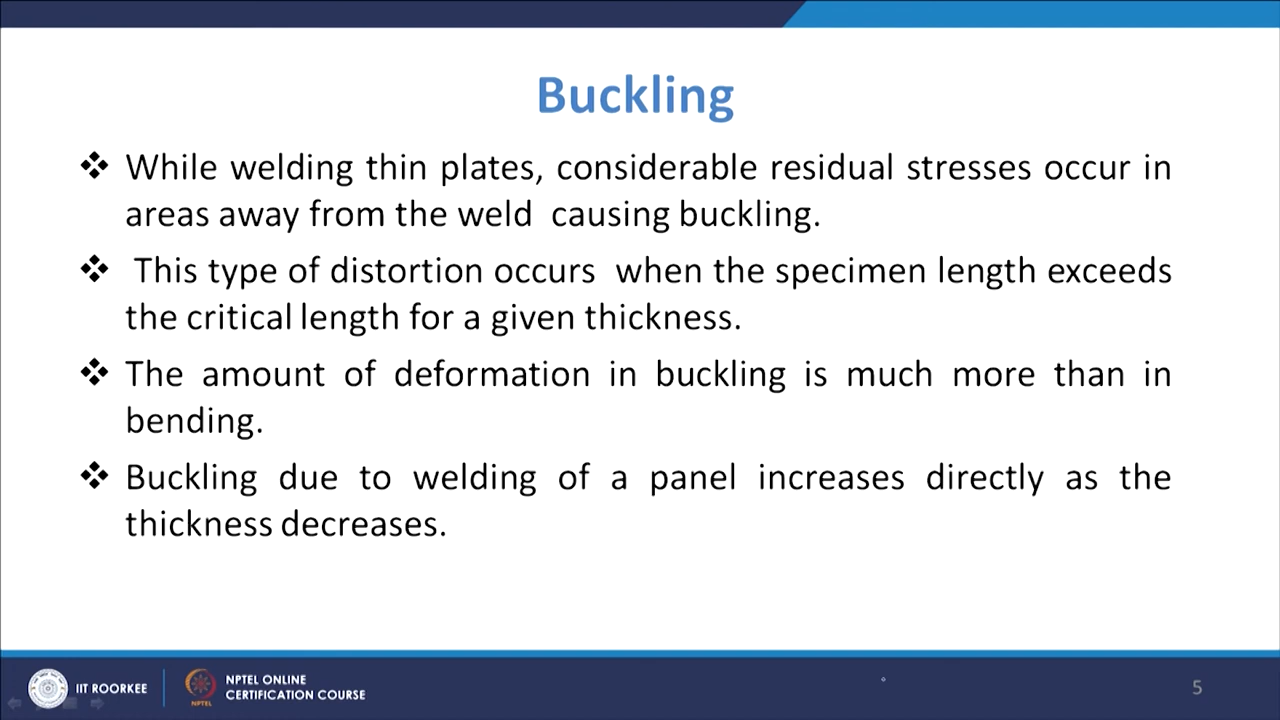 Buckling
❖ While welding thin plates, considerable residual stresses occur in
areas away from the weld causing buckling.
❖ This type of distortion occurs when the specimen length exceeds
the critical length for a given thickness.
❖ The amount of deformation in buckling is much more than in
bending.
❖ Buckling due to welding of a panel increases directly as the
thickness decreases.
IIT ROORKEE
NPTEL
NPTEL ONLINE
CERTIFICATION COURSE
5